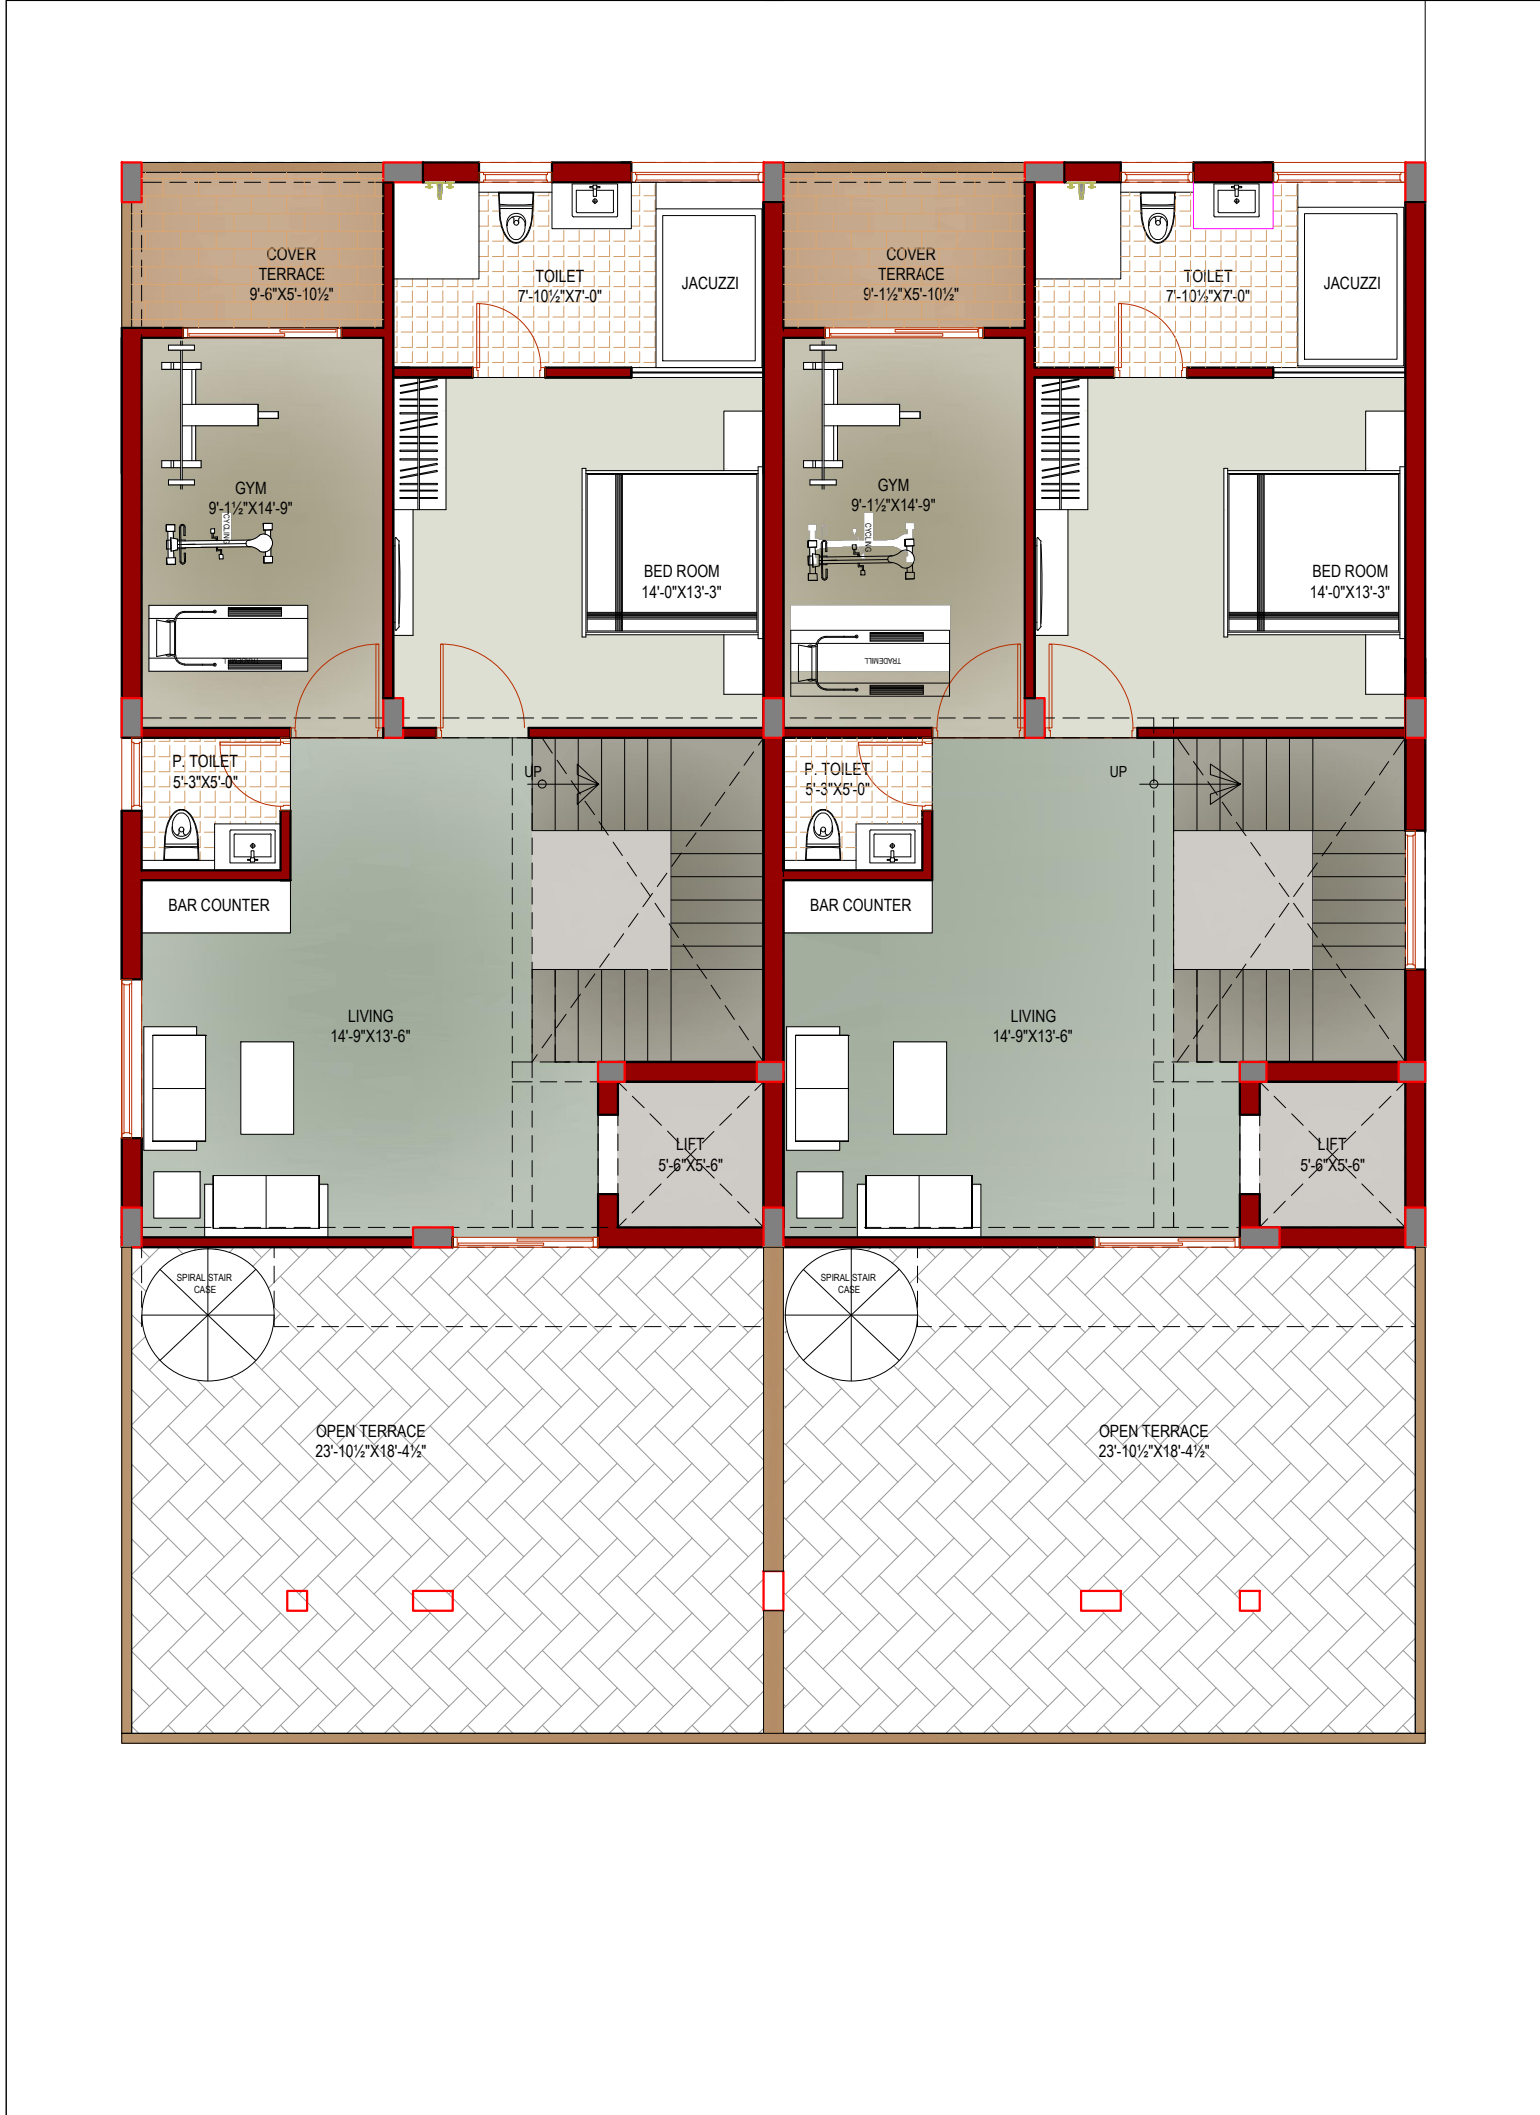 COVER
TERRACE
9'-6"X5'-10½"
TOILET
7'-10½"X7'-0"
JACUZZI
COVER
TERRACE
9'-1½"X5'-10½"
TOILET
7'-10½"X7'-0"
JACUZZI
GYM
9'-1½"X14'-9"
CYCLING
BED ROOM
14'-0"X13'-3"
TRADEMILL
GYM
9'-1½"X14'-9"
CYCLING
BED ROOM
14'-0"X13'-3"
TRADEMILL
P. TOILET
5'-3"X5'-0"
UP
P. TOILET
5'-3"X5'-0"
UP
BAR COUNTER
BAR COUNTER
LIVING
14'-9"X13'-6"
LIVING
14'-9"X13'-6"
LIFT
5'-6"X5'-6"
LIFT
5'-6"X5'-6"
SPIRAL STAIR
CASE
SPIRAL STAIR
CASE
OPEN TERRACE
23'-10½"X18'-4½"
OPEN TERRACE
23'-10½"X18'-4½"